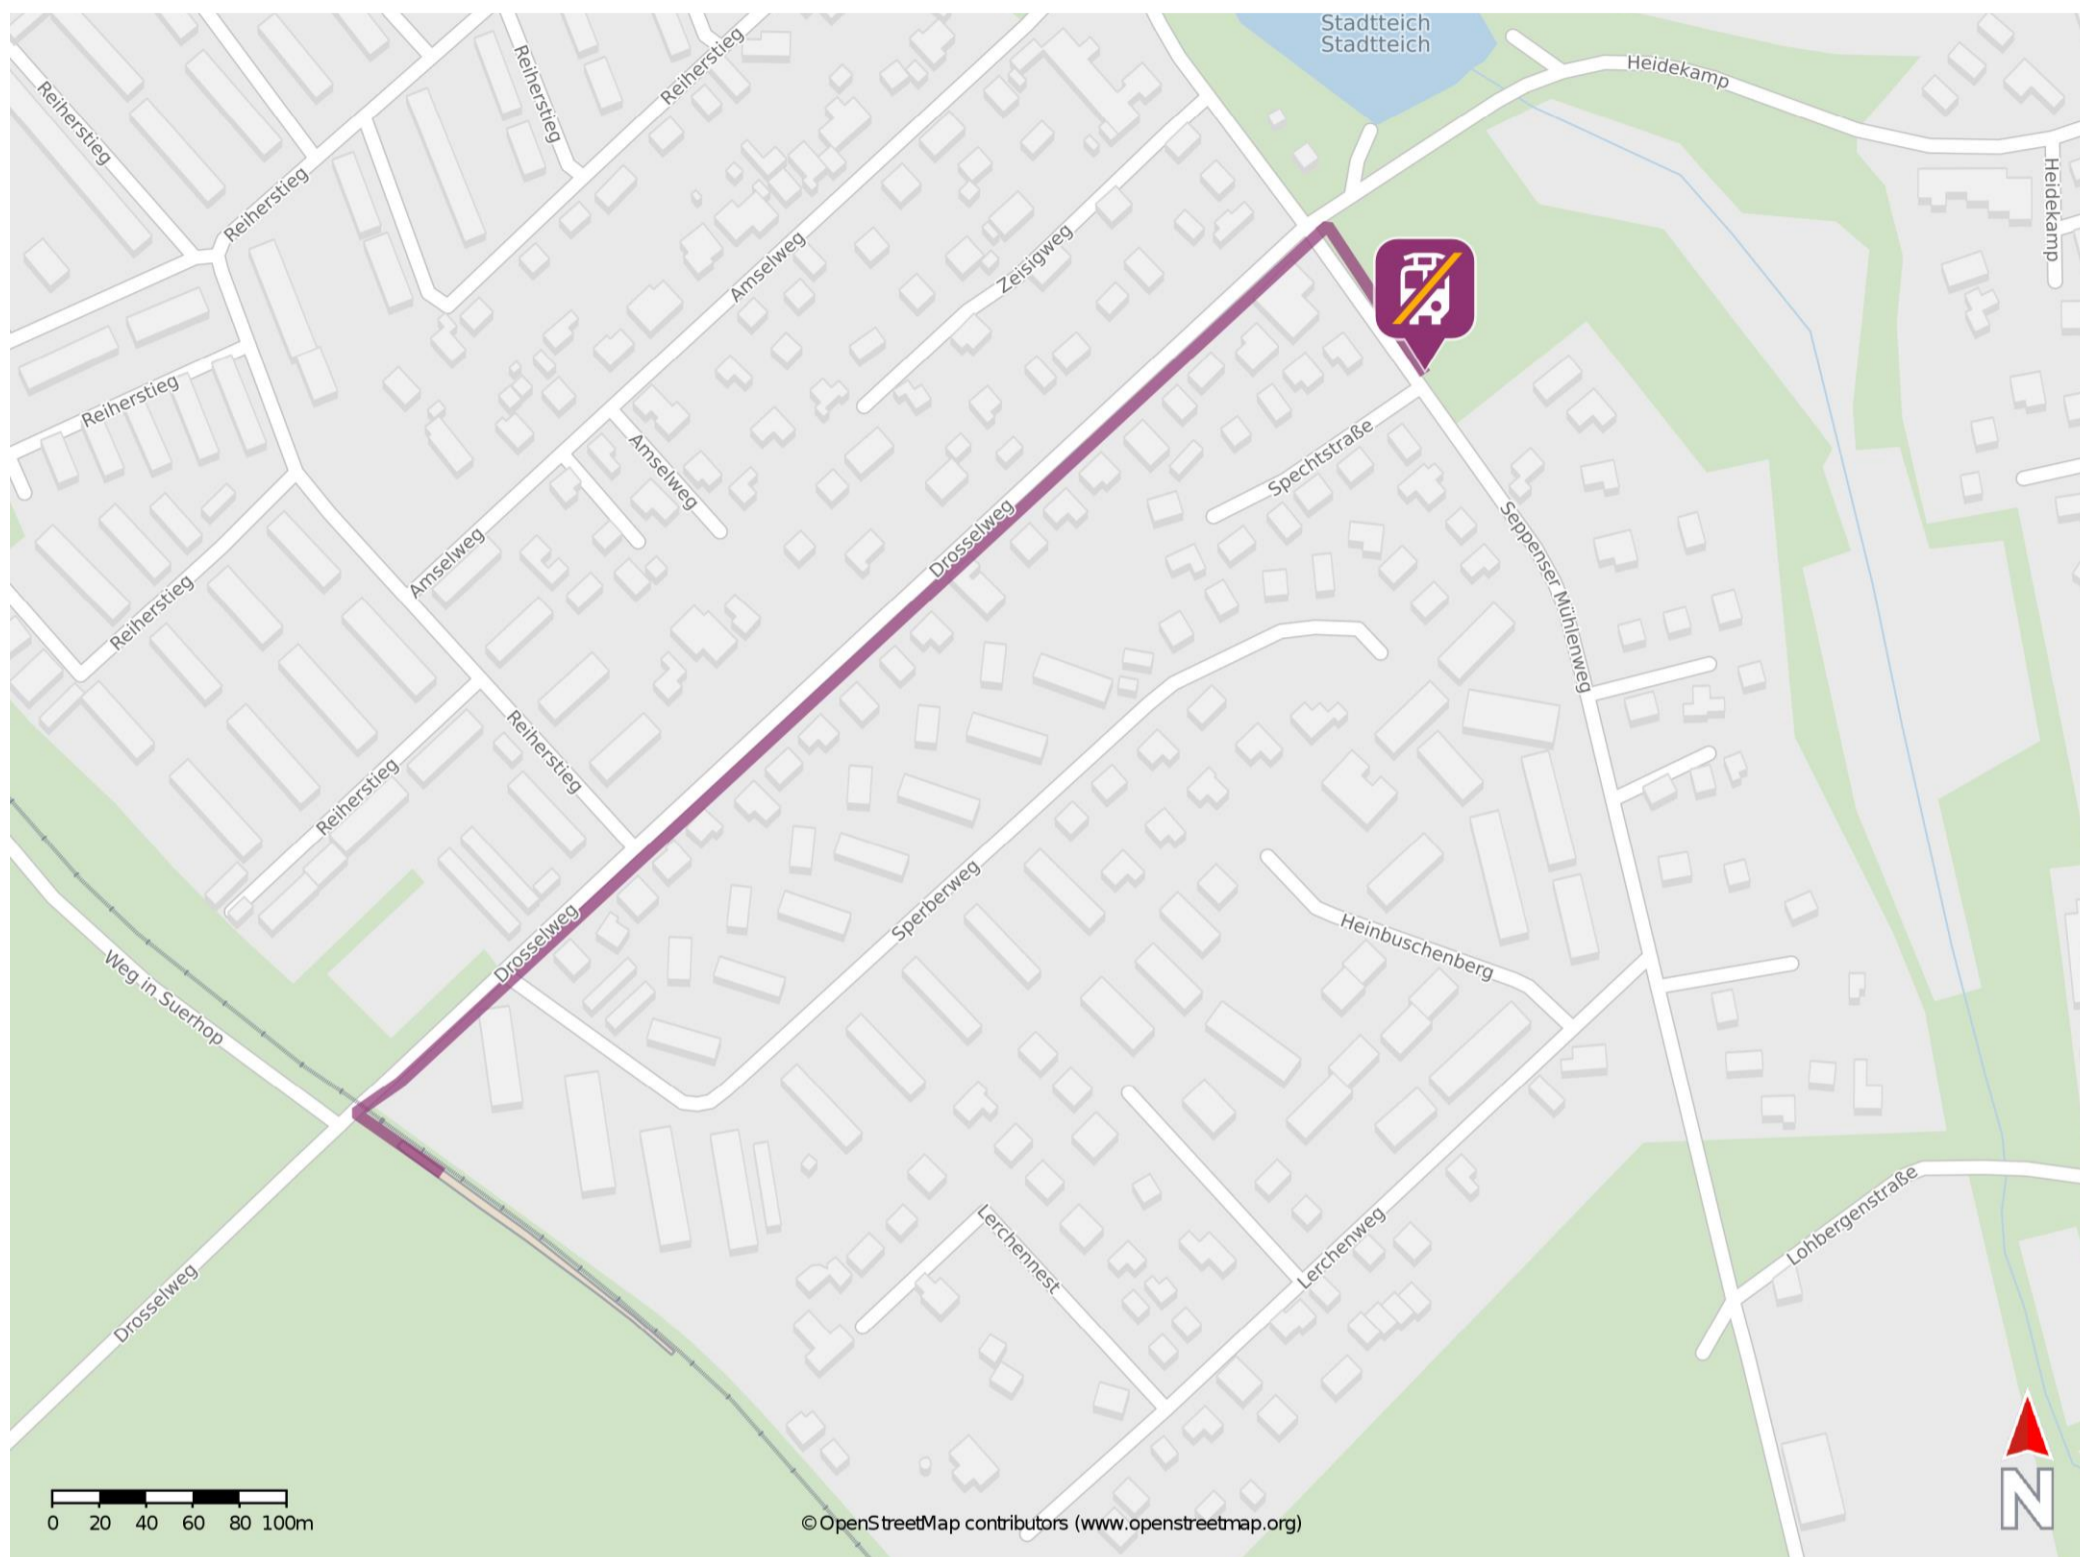 Stadtteich
Stadtteich
Heidekamp
Reiherstieg
Reiherstieg
Reiherstieg
Reiherstieg
Heidekamp
Amselweg
Zeisigweg
Reiherstieg
Amselweg
Spechtstraße
Drosselweg
Amselweg
Seppenser Mühlenweg
Reiherstieg
Reiherstieg
Reiherstieg
Sperberweg
Drosselweg
Heinbuschenberg
Weg in Suerhop
Lerchennest
Lerchenweg
Lohbergenstraße
Drosselweg
0 20 40 60 80 100m
© OpenStreetMap contributors (www.openstreetmap.org)
N